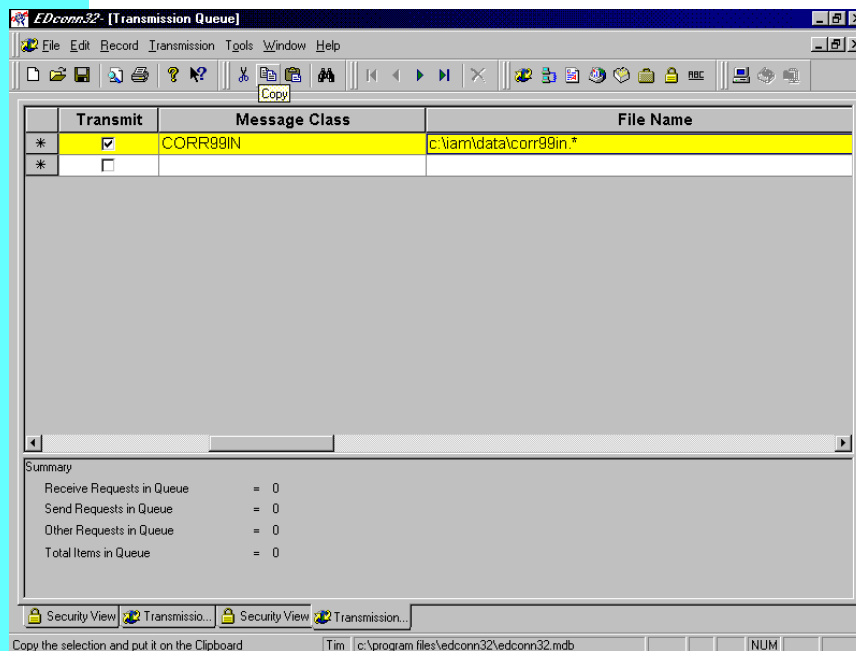 EDconn32- [Transmission Queue]
File Edit Record Transmission Tools Window Help
ABC
Copy
Transmit Message Class File Name
* CORR99IN c:\iam\data\corr99in.*
*
Summary
Receive Requests in Queue = 0
Send Requests in Queue = 0
Other Requests in Queue = 0
Total Items in Queue = 0
Security View Transmissio... Security View Transmission...
Copy the selection and put it on the Clipboard Tim c:\program files\edconn32\edconn32.mdb NUM